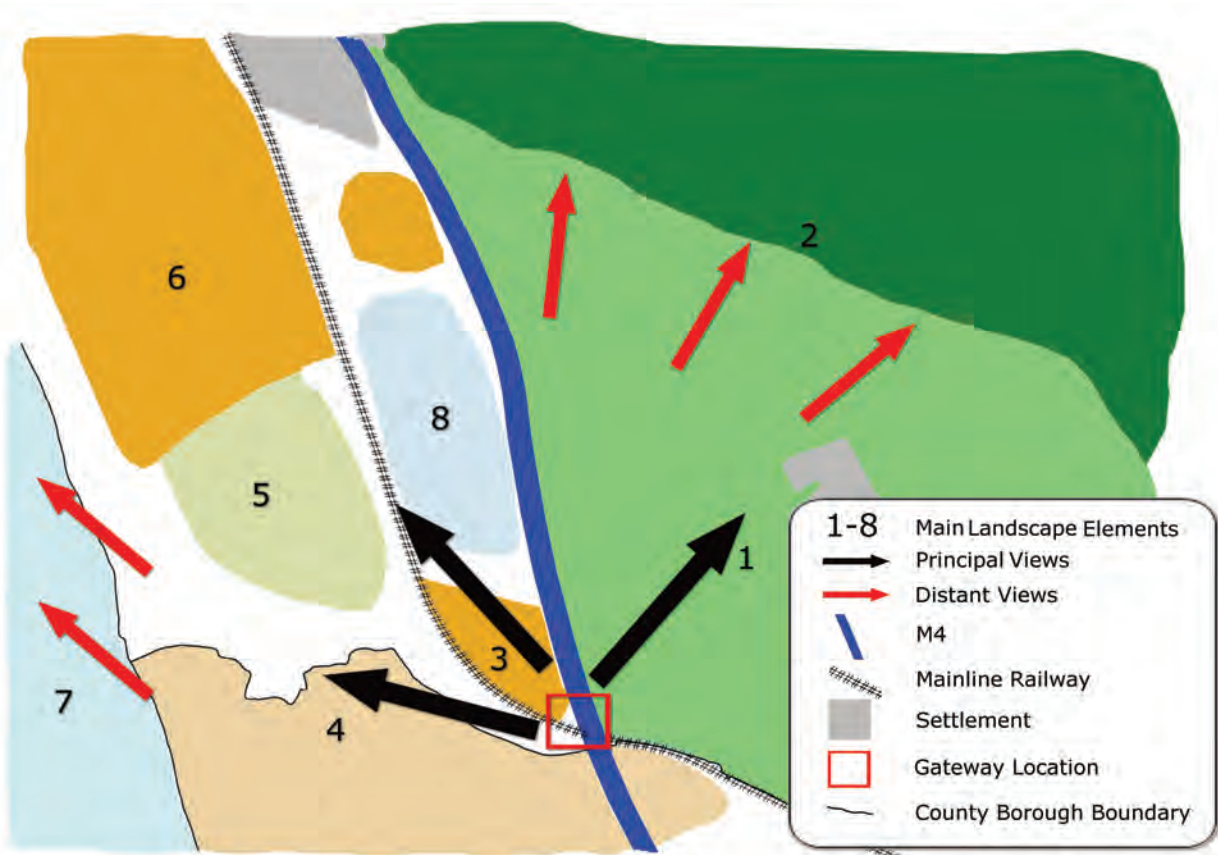 2
6
8
5
1
3
7
4
1-8 Main Landscape Elements
Principal Views
Distant Views
M4
Mainline Railway
Settlement
Gateway Location
County Borough Boundary